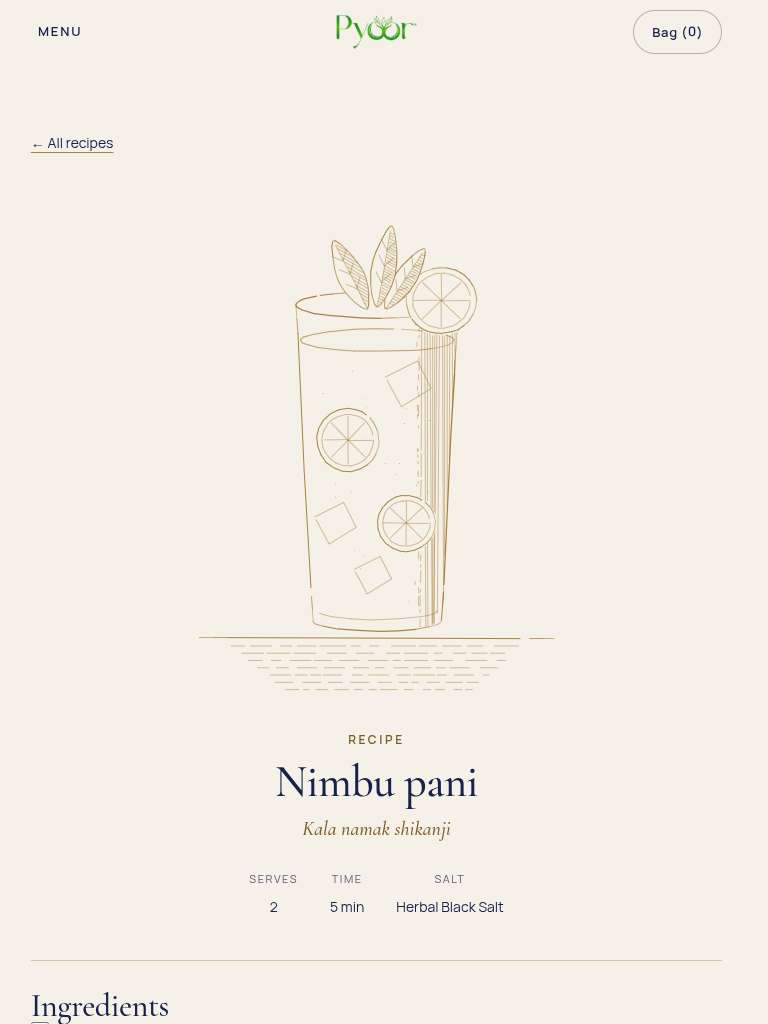 MENU
Pyoor
Bag (0)
← All recipes
RECIPE
Nimbu pani
Kala namak shikanji
SERVES
2
TIME
5 min
SALT
Herbal Black Salt
Ingredients